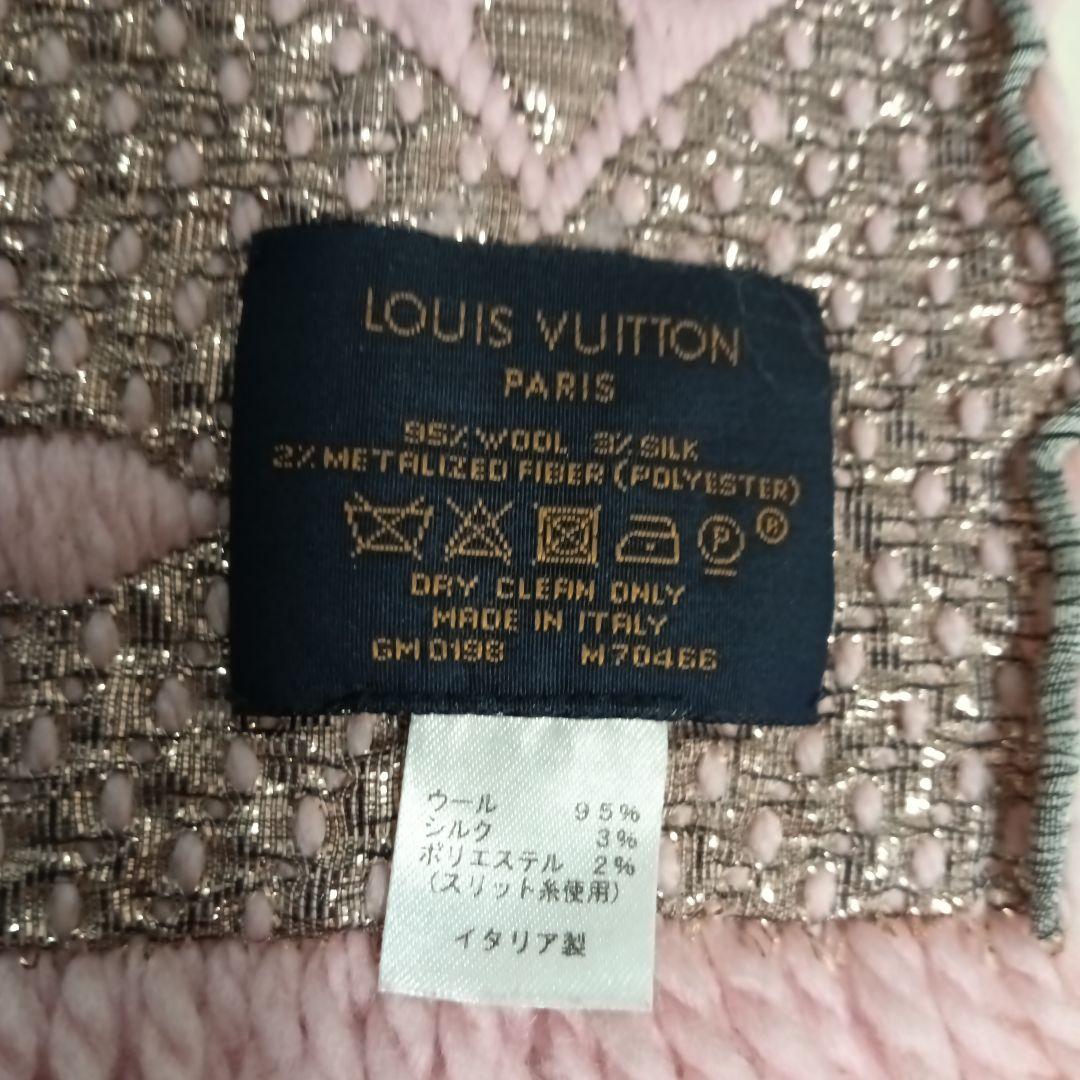 LOUIS VUITTON
PARIS
95% WOOL 3% SILK
2% METALIZED FIBER (POLYESTER)
P ®
DRY CLEAN ONLY
MADE IN ITALY
GM0198 M70466
ウール 95%
シルク 3%
ポリエステル 2%
(スリット糸使用)
イタリア製